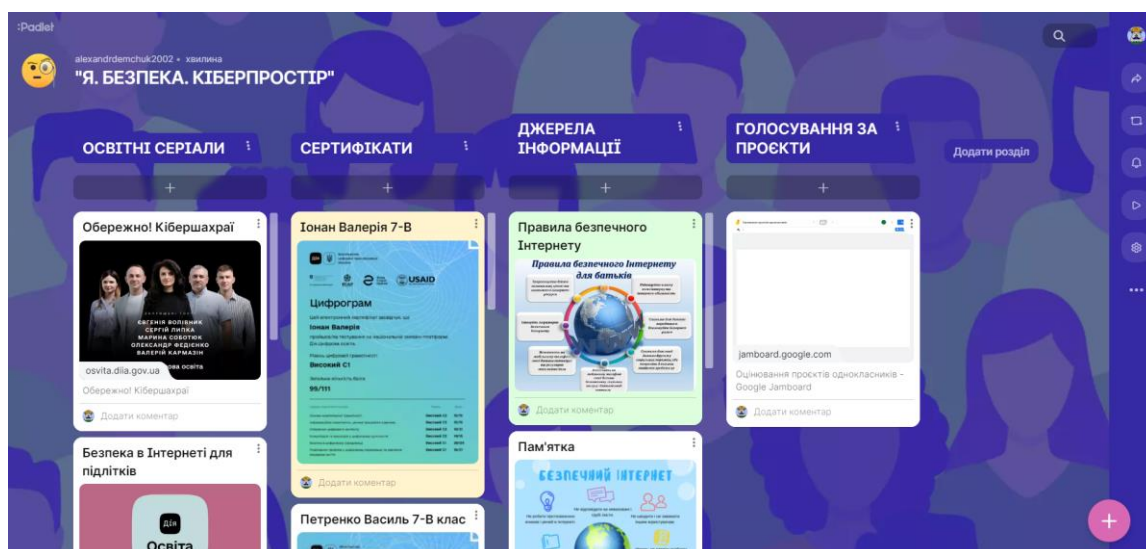 :Padlet
alexandrdemchuk2002 • хвилина
"Я. БЕЗПЕКА. КІБЕРПРОСТІР"
ОСВІТНІ СЕРІАЛИ
Обережно! Кібершахраї
ЄВГЕНІЯ ВОЛІВНИК
СЕРГІЙ ЛИПКА
МАРИНА СОБОТЮК
ОЛЕКСАНДР ФЕДІЄНКО
ВАЛЕРІЙ КАРМАЗІН
osvita.diia.gov.ua
ова освіта
Обережно! Кібершахраї
Додати коментар
Безпека в Інтернеті для
підлітків
Дія
Освіта
СЕРТИФІКАТИ
Іонан Валерія 7-В
USAID
Цифрограм
Іонан Валерія
Високий C1
95/111
Додати коментар
Петренко Василь 7-В клас
ДЖЕРЕЛА
ІНФОРМАЦІЇ
Правила безпечного
Інтернету
Правила безпечного Інтернету
для батьків
Додати коментар
Пам'ятка
БЕЗПЕЧНИЙ ІНТЕРНЕТ
ГОЛОСУВАННЯ ЗА
ПРОЄКТИ
jamboard.google.com
Оцінювання проєктів однокласників -
Google Jamboard
Додати коментар
Додати розділ